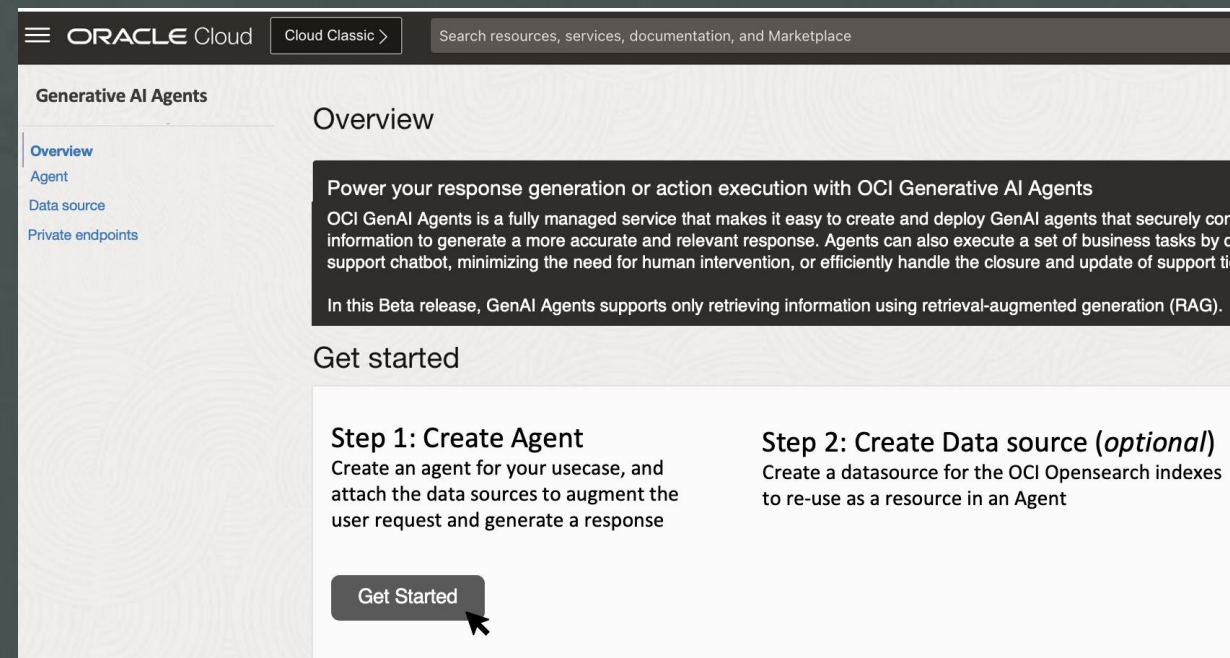 ORACLE Cloud
Cloud Classic >
Search resources, services, documentation, and Marketplace
Generative AI Agents
Overview
Agent
Data source
Private endpoints
Overview
Power your response generation or action execution with OCI Generative AI Agents
OCI GenAI Agents is a fully managed service that makes it easy to create and deploy GenAI agents that securely
information to generate a more accurate and relevant response. Agents can also execute a set of business tasks by
support chatbot, minimizing the need for human intervention, or efficiently handle the closure and update of support
In this Beta release, GenAI Agents supports only retrieving information using retrieval-augmented generation (RAG).
Get started
Step 1: Create Agent
Create an agent for your usecase, and
attach the data sources to augment the
user request and generate a response
Get Started
Step 2: Create Data source (optional)
Create a datasource for the OCI Opensearch indexes
to re-use as a resource in an Agent